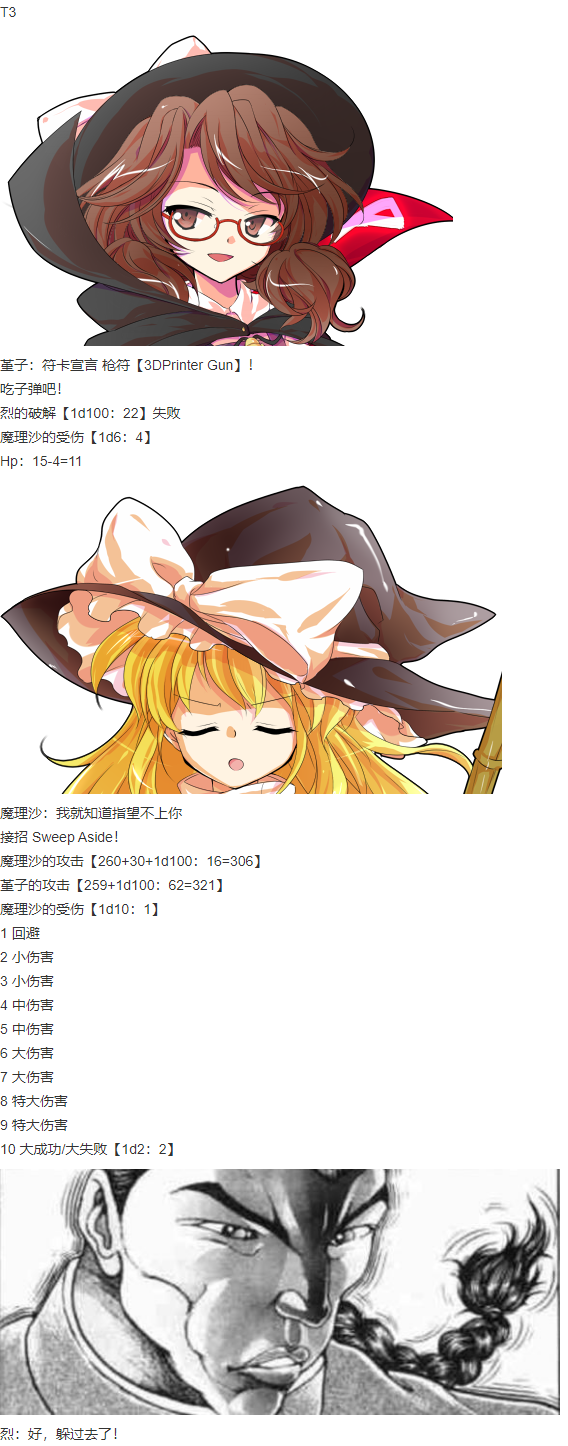 T3
堇子：符卡宣言 枪符【3DPrinter Gun】！
吃子弹吧！
烈的破解【1d100：22】失败
魔理沙的受伤【1d6：4】
Hp：15-4=11
魔理沙：我就知道指望不上你
接招 Sweep Aside！
魔理沙的攻击【260+30+1d100：16=306】
堇子的攻击【259+1d100：62=321】
魔理沙的受伤【1d10：1】
1 回避
2 小伤害
3 小伤害
4 中伤害
5 中伤害
6 大伤害
7 大伤害
8 特大伤害
9 特大伤害
10 大成功/大失败【1d2：2】
烈：好，躲过去了！